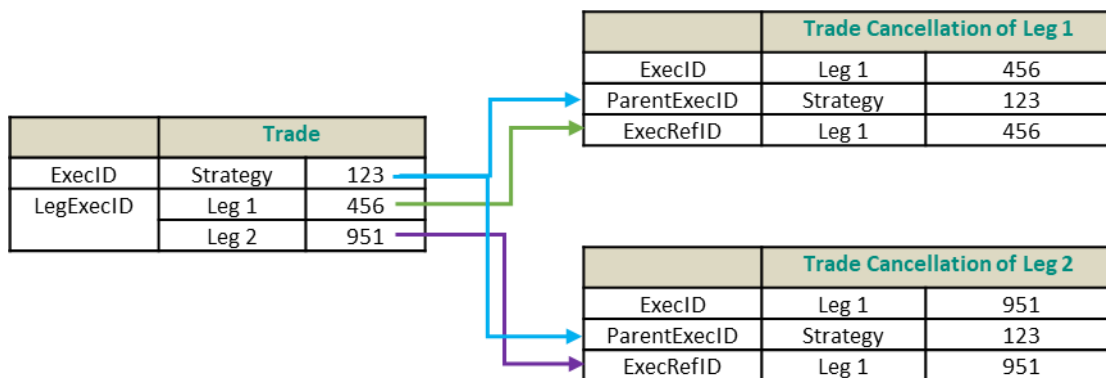 Trade
ExecID Strategy 123
LegExecID Leg 1 456
Leg 2 951
Trade Cancellation of Leg 1
ExecID Leg 1 456
ParentExecID Strategy 123
ExecRefID Leg 1 456
Trade Cancellation of Leg 2
ExecID Leg 1 951
ParentExecID Strategy 123
ExecRefID Leg 1 951